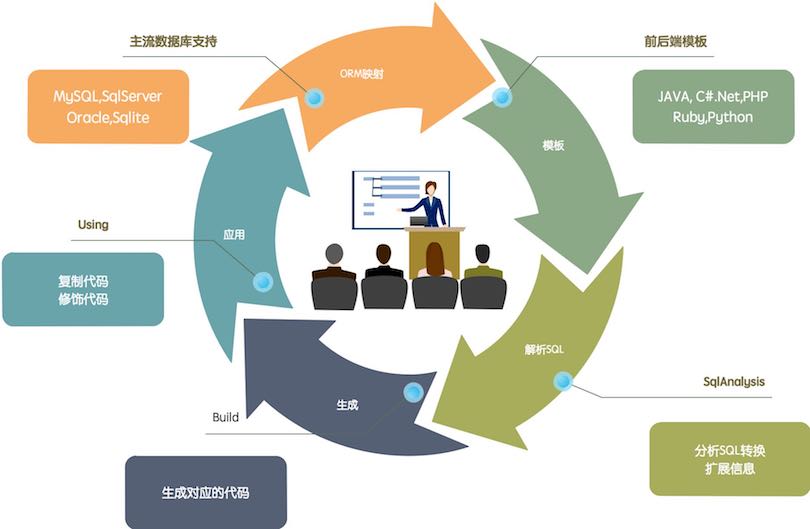 主流数据库支持
MySQL,SqlServer
Oracle,Sqlite
ORM映射
前后端模板
JAVA, C#.Net,PHP
Ruby,Python
模板
Using
应用
复制代码
修饰代码
解析SQL
SqlAnalysis
分析SQL转换
扩展信息
生成
Build
生成对应的代码